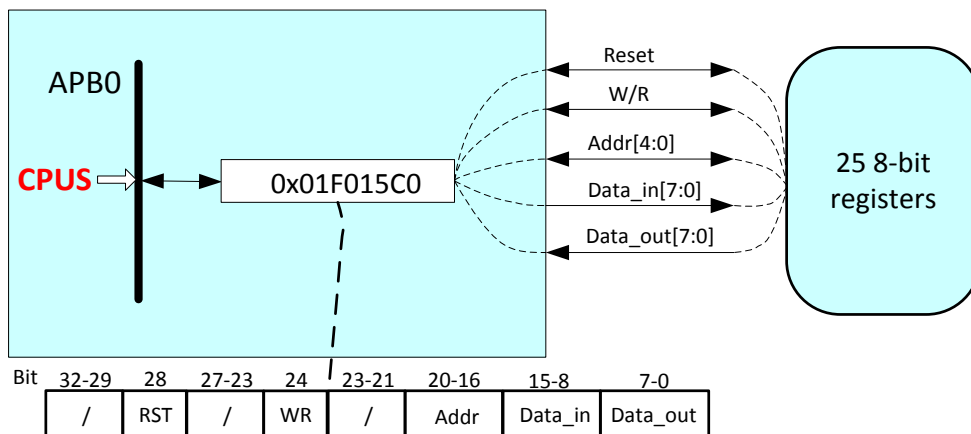 Reset
APB0
W/R
CPUS
0x01F015C0
Addr[4:0]
Data_in[7:0]
Data_out[7:0]
25 8-bit
registers
Bit 32-29 28 27-23 24 23-21 20-16 15-8 7-0
/ RST / WR / Addr Data_in Data_out